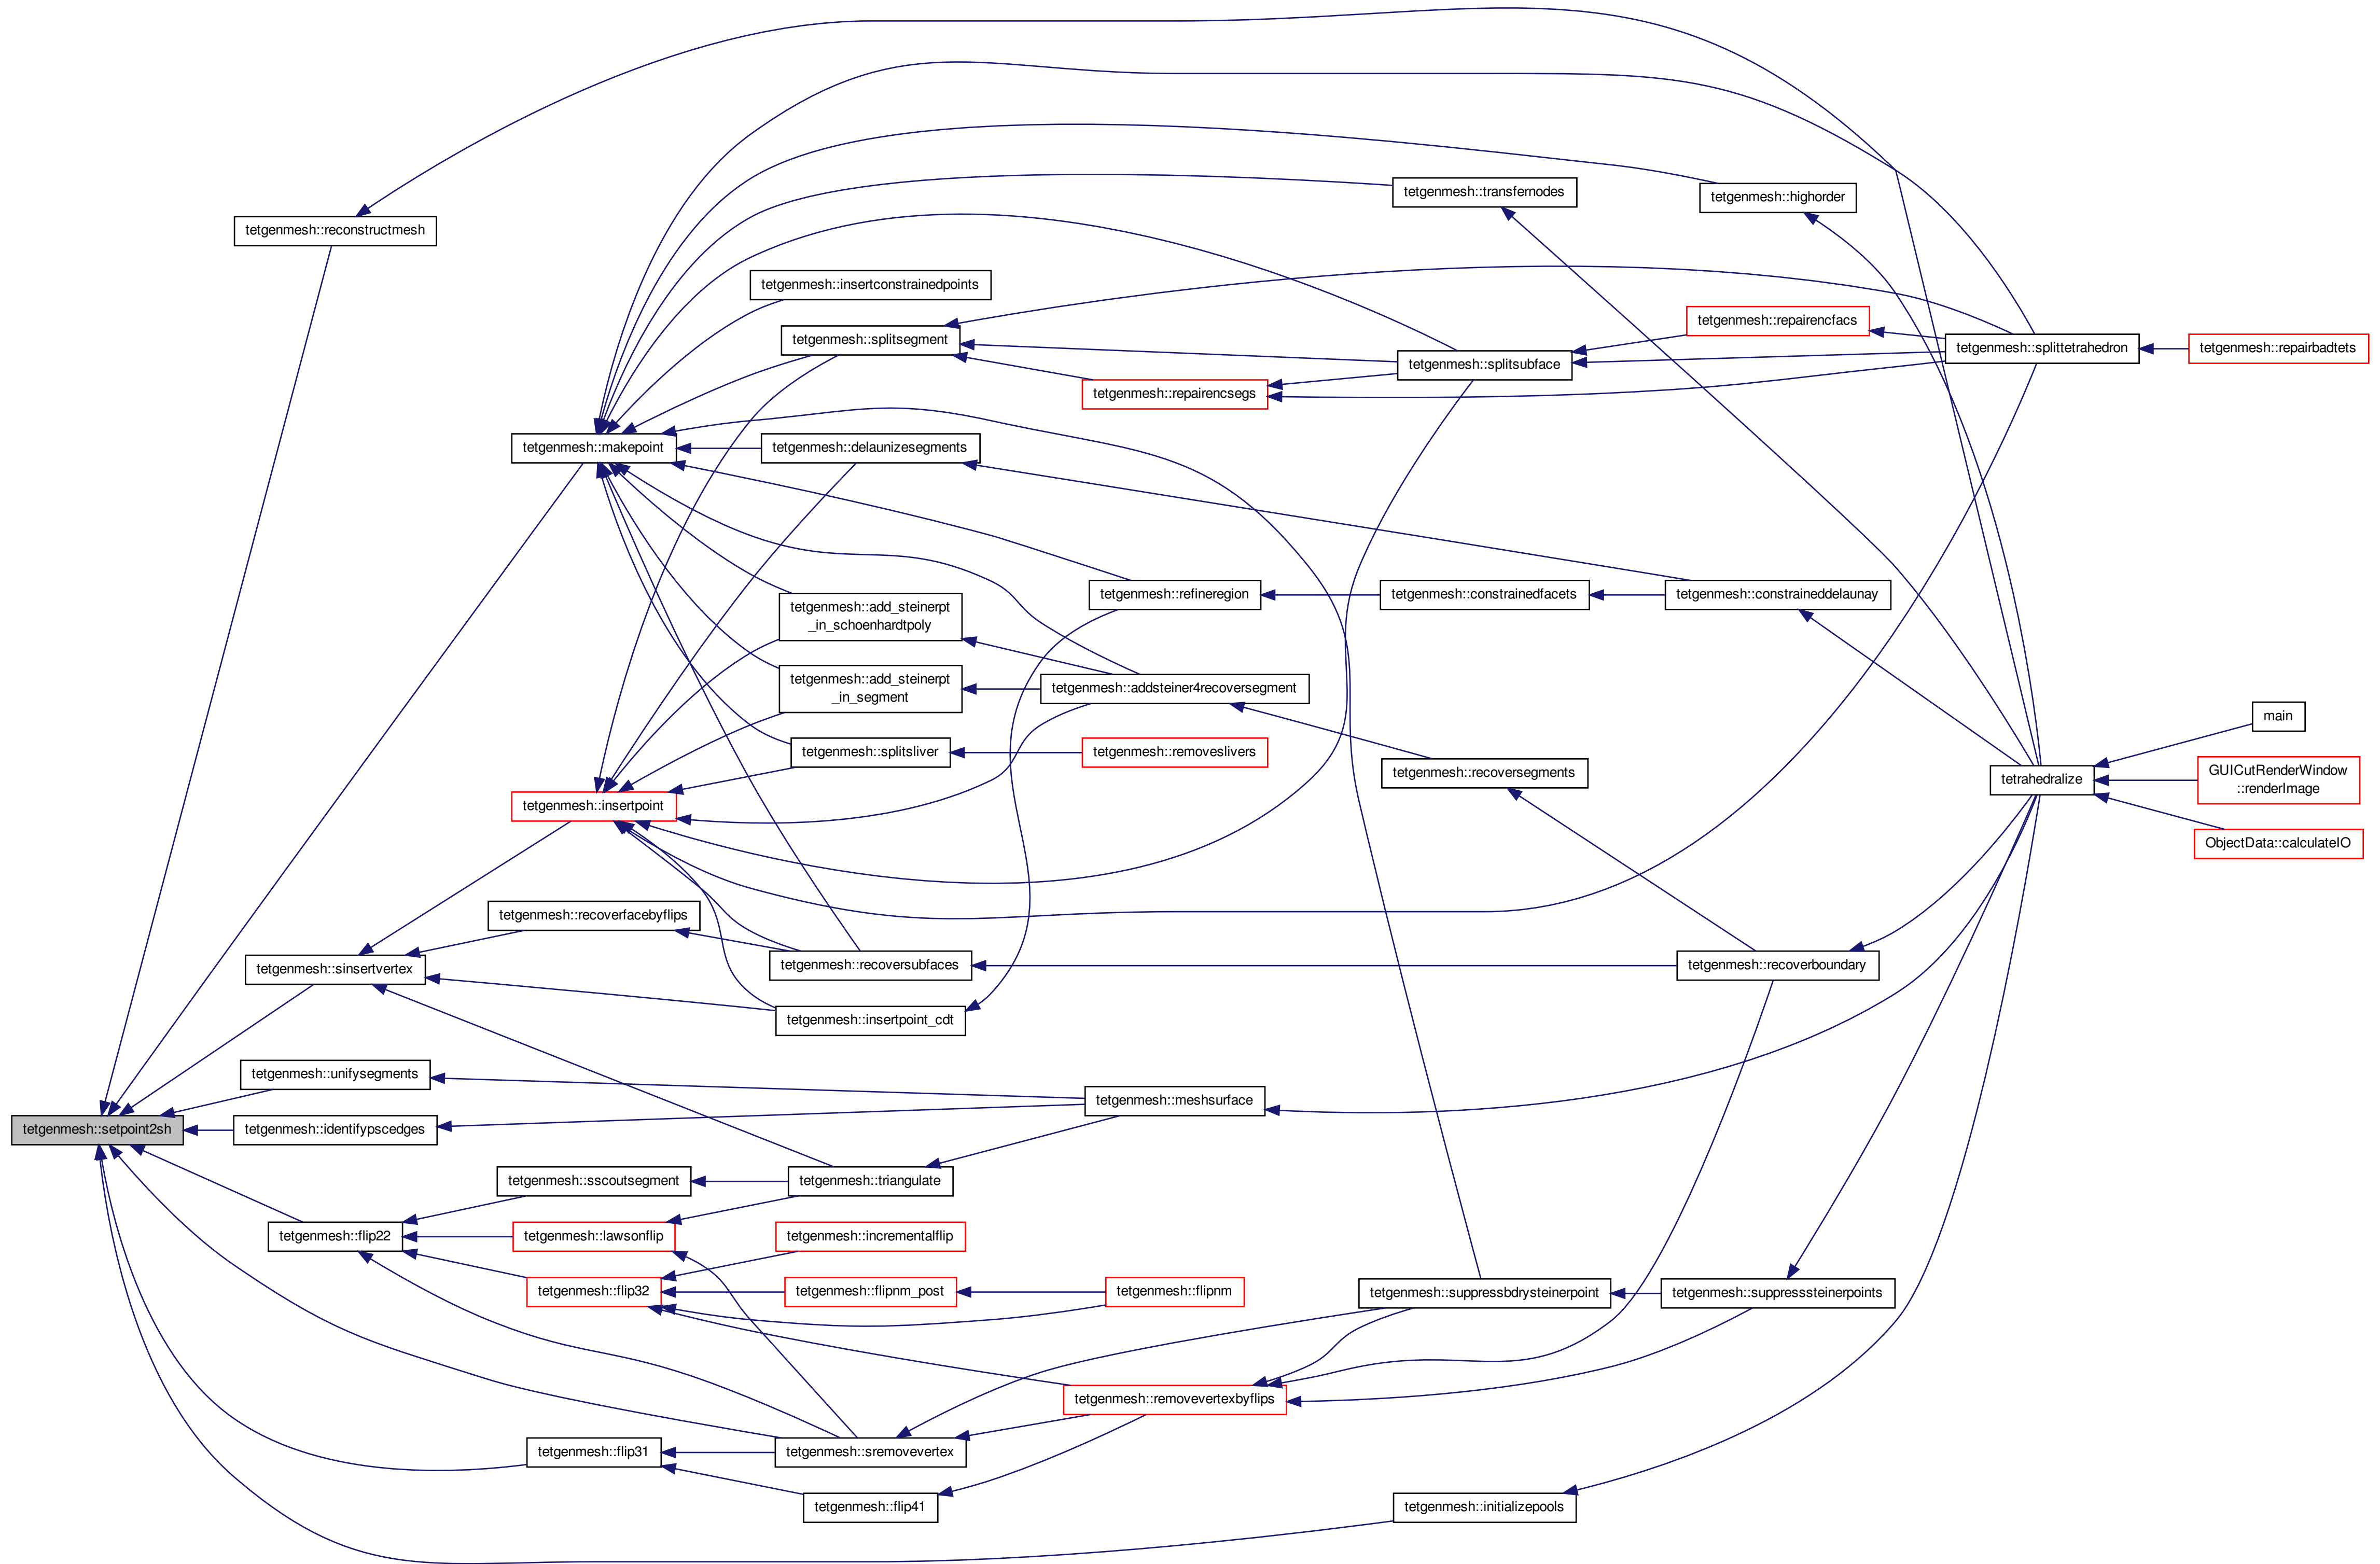 tetgenmesh::setpoint2sh
tetgenmesh::reconstructmesh
tetgenmesh::sinsertvertex
tetgenmesh::unifysegments
tetgenmesh::identifypscedges
tetgenmesh::flip22
tetgenmesh::makepoint
tetgenmesh::insertpoint
tetgenmesh::recoverfacebyflips
tetgenmesh::sscoutsegment
tetgenmesh::lawsonflip
tetgenmesh::flip32
tetgenmesh::flip31
tetgenmesh::insertconstrainedpoints
tetgenmesh::splitsegment
tetgenmesh::delaunizesegments
tetgenmesh::add_steinerpt
_in_schoenhardtpoly
tetgenmesh::add_steinerpt
_in_segment
tetgenmesh::splitsliver
tetgenmesh::recoversubfaces
tetgenmesh::insertpoint_cdt
tetgenmesh::triangulate
tetgenmesh::incrementalflip
tetgenmesh::flipnm_post
tetgenmesh::sremovevertex
tetgenmesh::flip41
tetgenmesh::repairencsegs
tetgenmesh::refineregion
tetgenmesh::addsteiner4recoversegment
tetgenmesh::removeslivers
tetgenmesh::meshsurface
tetgenmesh::flipnm
tetgenmesh::removevertexbyflips
tetgenmesh::transfernodes
tetgenmesh::splitsubface
tetgenmesh::constrainedfacets
tetgenmesh::recoversegments
tetgenmesh::suppressbdrysteinerpoint
tetgenmesh::initializepools
tetgenmesh::highorder
tetgenmesh::repairencfacs
tetgenmesh::constraineddelaunay
tetgenmesh::recoverboundary
tetgenmesh::suppresssteinerpoints
tetgenmesh::splittetrahedron
tetrahedralize
tetgenmesh::repairbadtets
main
GUICutRenderWindow
::renderImage
ObjectData::calculateIO